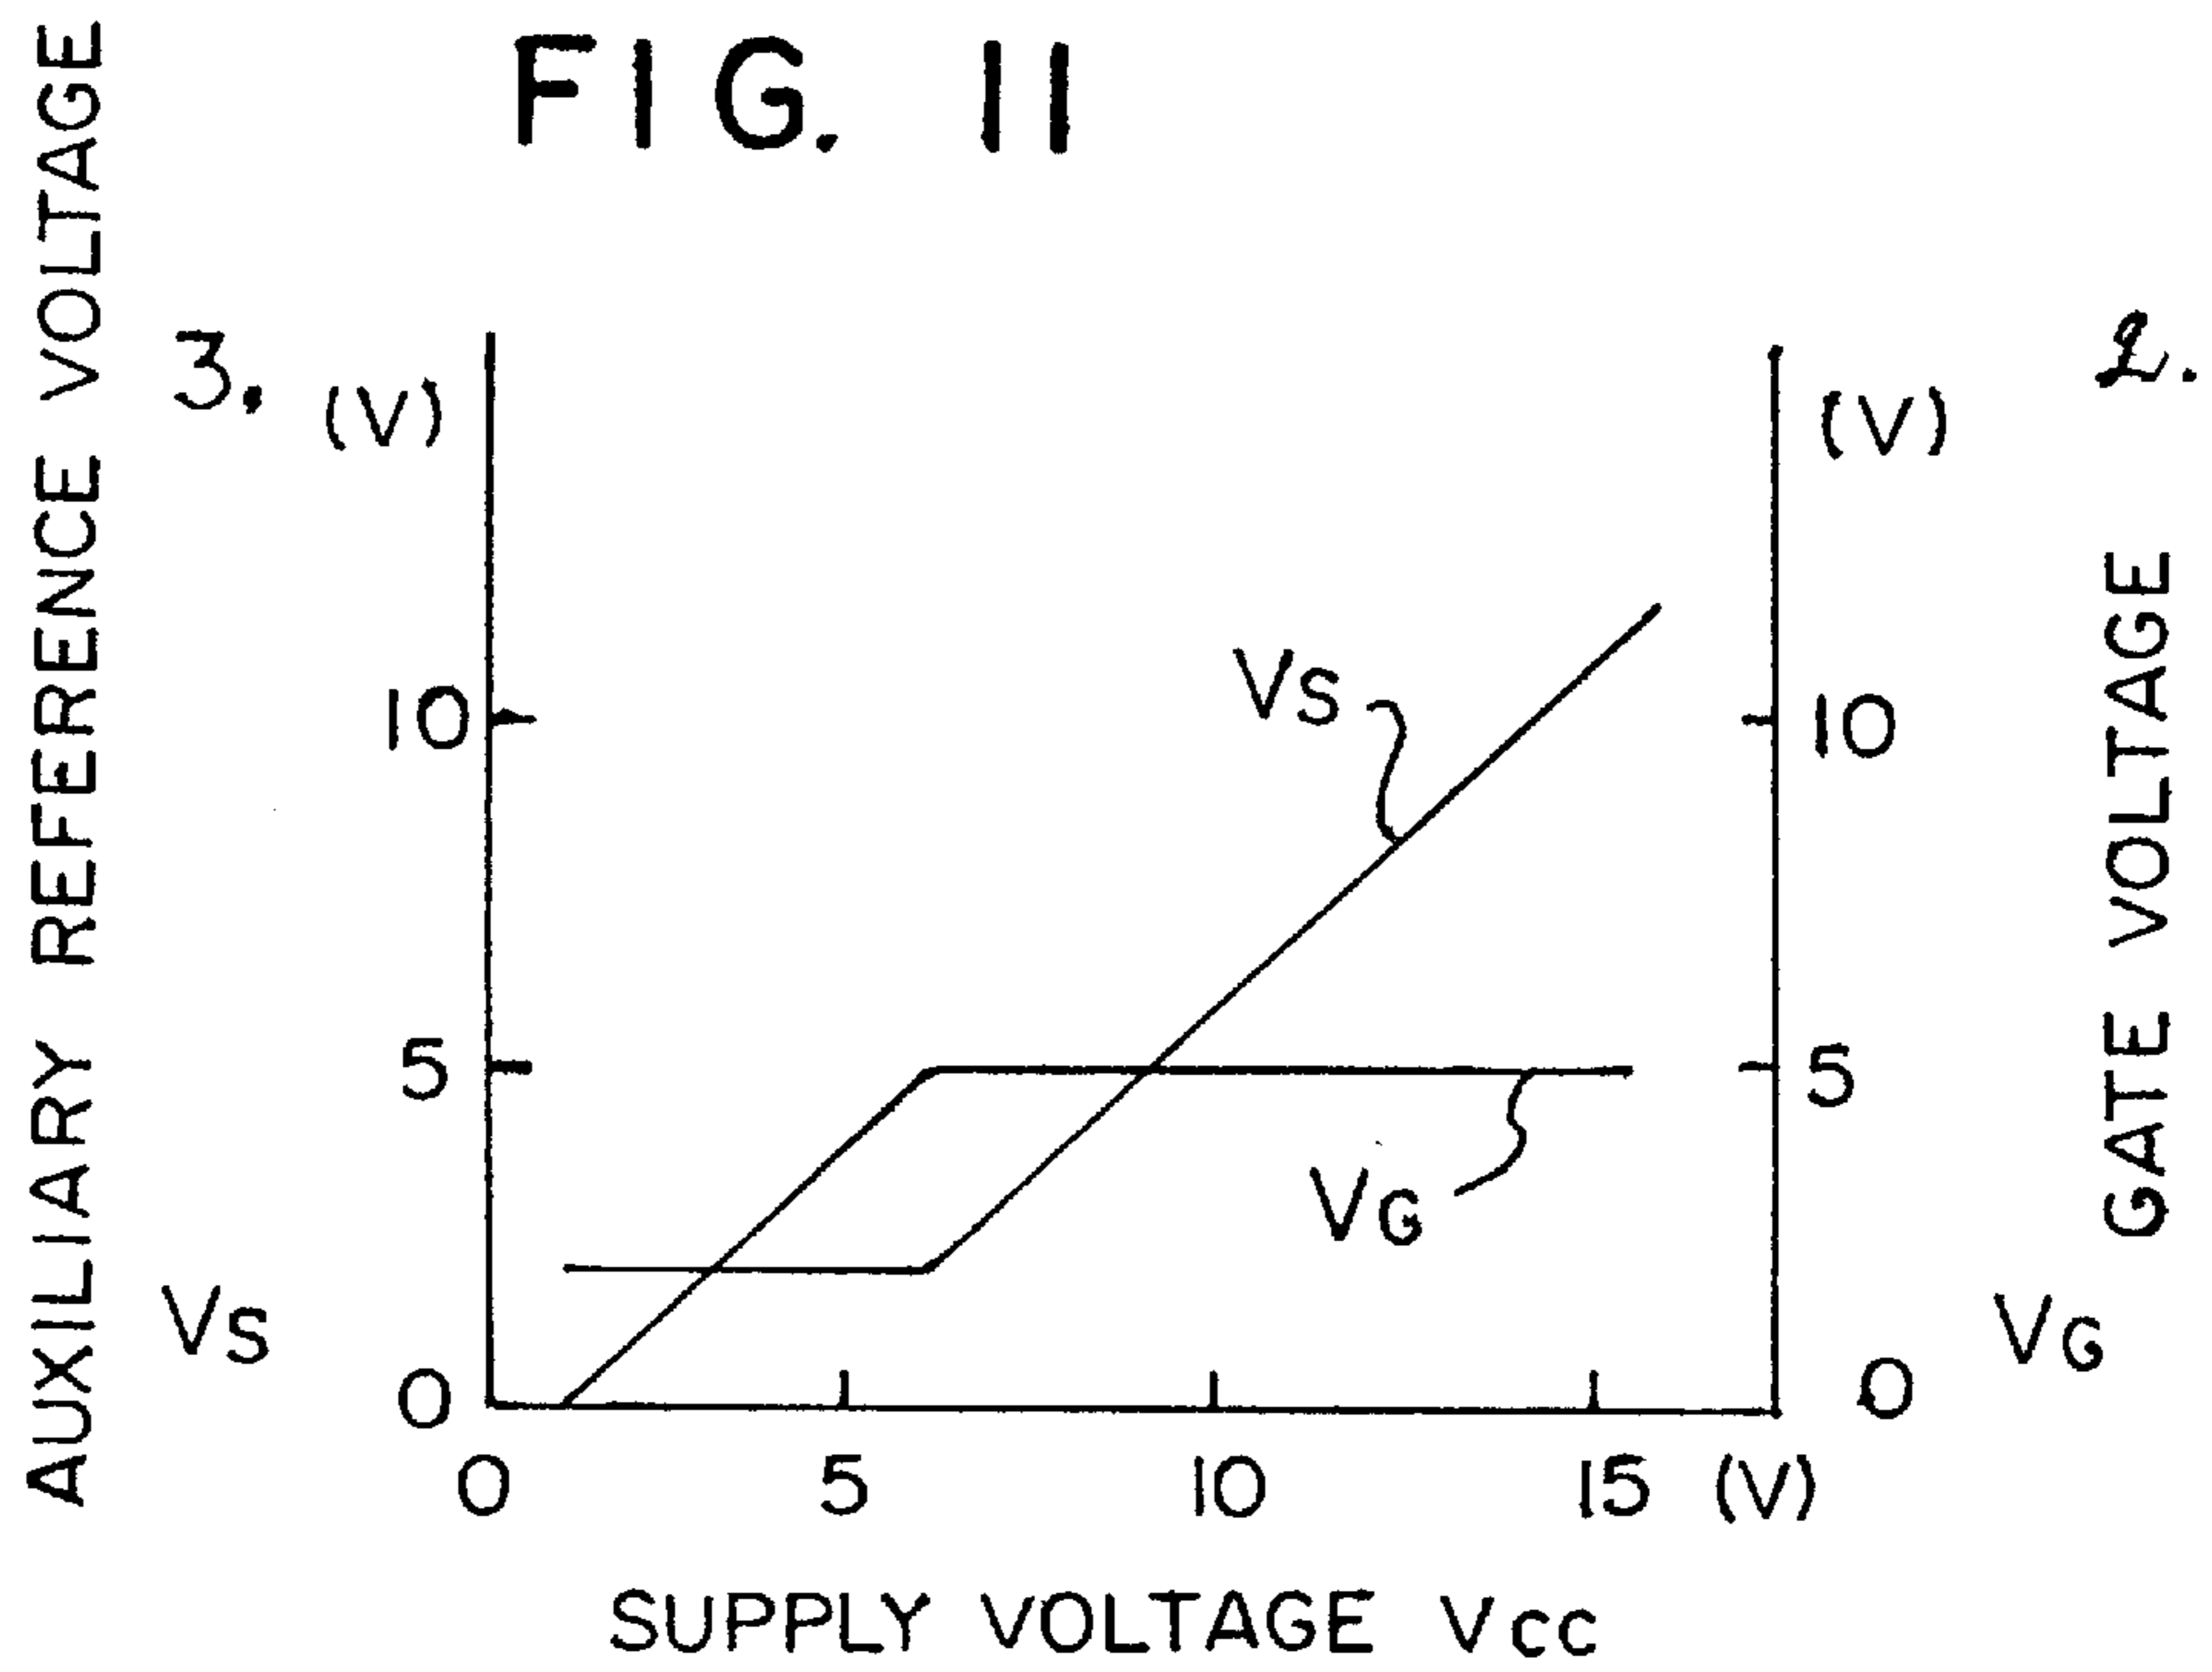 FIG. 11
AUXILIARY REFERENCE VOLTAGE
3.
(V)
(V)
10
10
Vs
5
5
VG
GATE VOLTAGE
Vs
VG
0
0
0 5 10 15 (V)
SUPPLY VOLTAGE Vcc